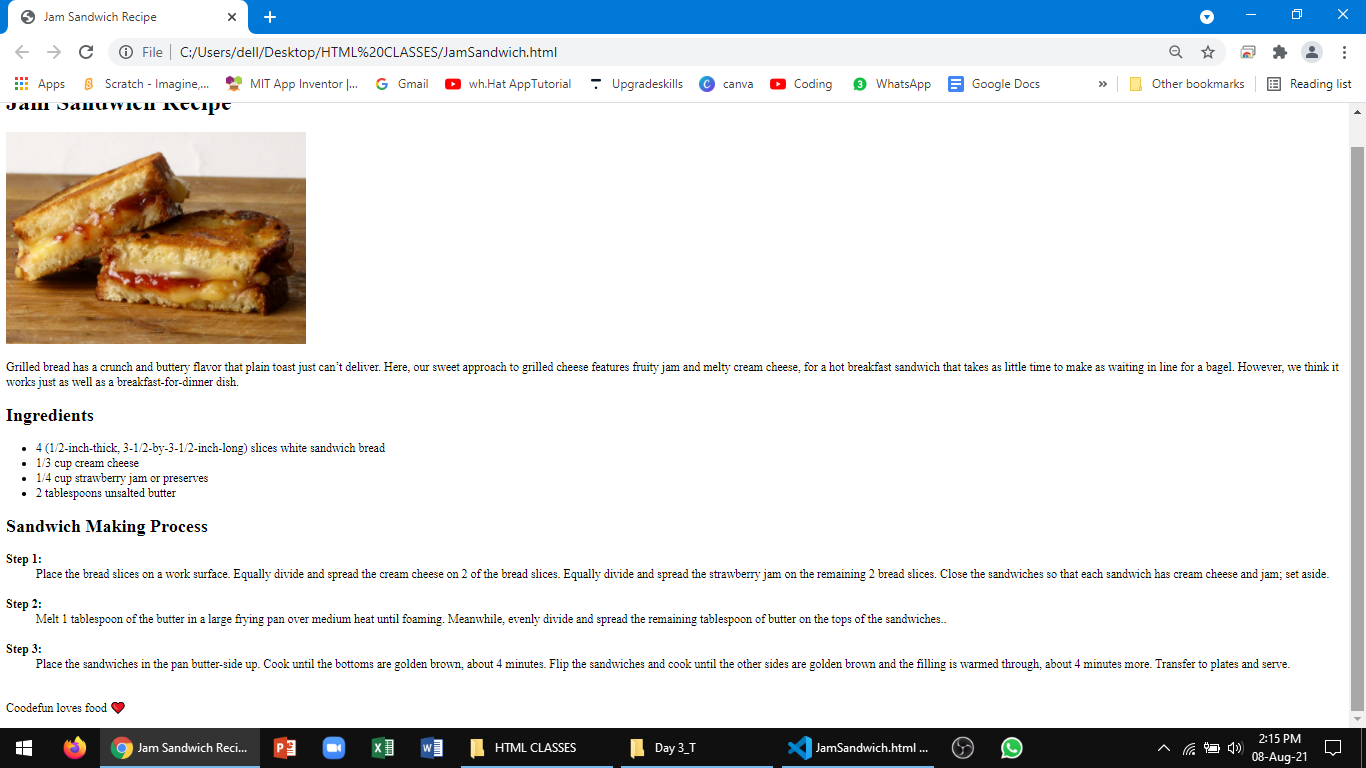 Jam Sandwich Recipe
File
C:/Users/dell/Desktop/HTML%20CLASSES/JamSandwich.html
Apps
Scratch - Imagine,...
MIT App Inventor |...
Gmail
wh.Hat AppTutorial
Upgradeskills
canva
Coding
WhatsApp
Google Docs
»
Other bookmarks
Reading list
Jam Sandwich Recipe
Grilled bread has a crunch and buttery flavor that plain toast just can’t deliver. Here, our sweet approach to grilled cheese features fruity jam and melty cream cheese, for a hot breakfast sandwich that takes as little time to make as waiting in line for a bagel. However, we think it
works just as well as a breakfast-for-dinner dish.
Ingredients
• 4 (1/2-inch-thick, 3-1/2-by-3-1/2-inch-long) slices white sandwich bread
• 1/3 cup cream cheese
• 1/4 cup strawberry jam or preserves
• 2 tablespoons unsalted butter
Sandwich Making Process
Step 1:
Place the bread slices on a work surface. Equally divide and spread the cream cheese on 2 of the bread slices. Equally divide and spread the strawberry jam on the remaining 2 bread slices. Close the sandwiches so that each sandwich has cream cheese and jam; set aside.
Step 2:
Melt 1 tablespoon of the butter in a large frying pan over medium heat until foaming. Meanwhile, evenly divide and spread the remaining tablespoon of butter on the tops of the sandwiches..
Step 3:
Place the sandwiches in the pan butter-side up. Cook until the bottoms are golden brown, about 4 minutes. Flip the sandwiches and cook until the other sides are golden brown and the filling is warmed through, about 4 minutes more. Transfer to plates and serve.
Coodefun loves food ❤️
Jam Sandwich Reci...
HTML CLASSES
Day 3_T
JamSandwich.html ...
2:15 PM
08-Aug-21